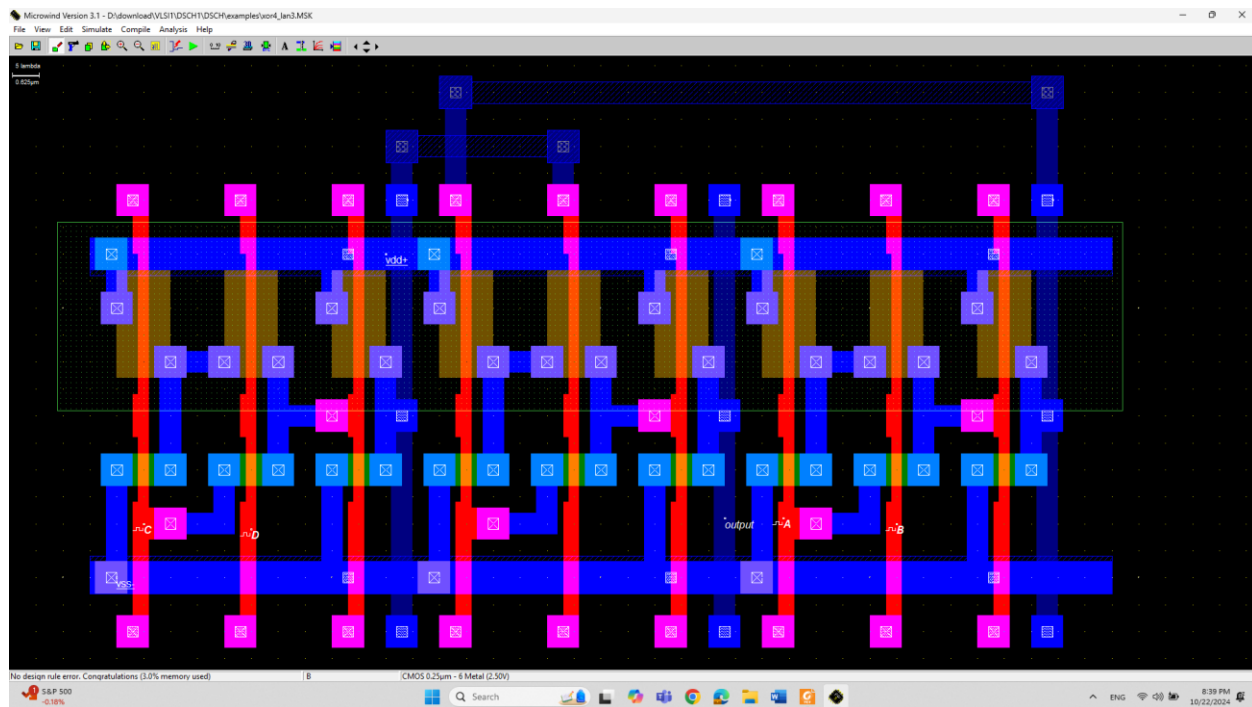 Microwind Version 3.1 - D:\download\VLSI1\DSCH1\DSCH\examples\xor4_lan3.MSK
File View Edit Simulate Compile Analysis Help
5 lambda
0.625µm
vdd+
C
D
output
A
B
VSS-
No design rule error. Congratulations (3.0% memory used) B CMOS 0.25µm - 6 Metal (2.50V)
S&P 500
-0.18%
Search
ENG
8:39 PM
10/22/2024